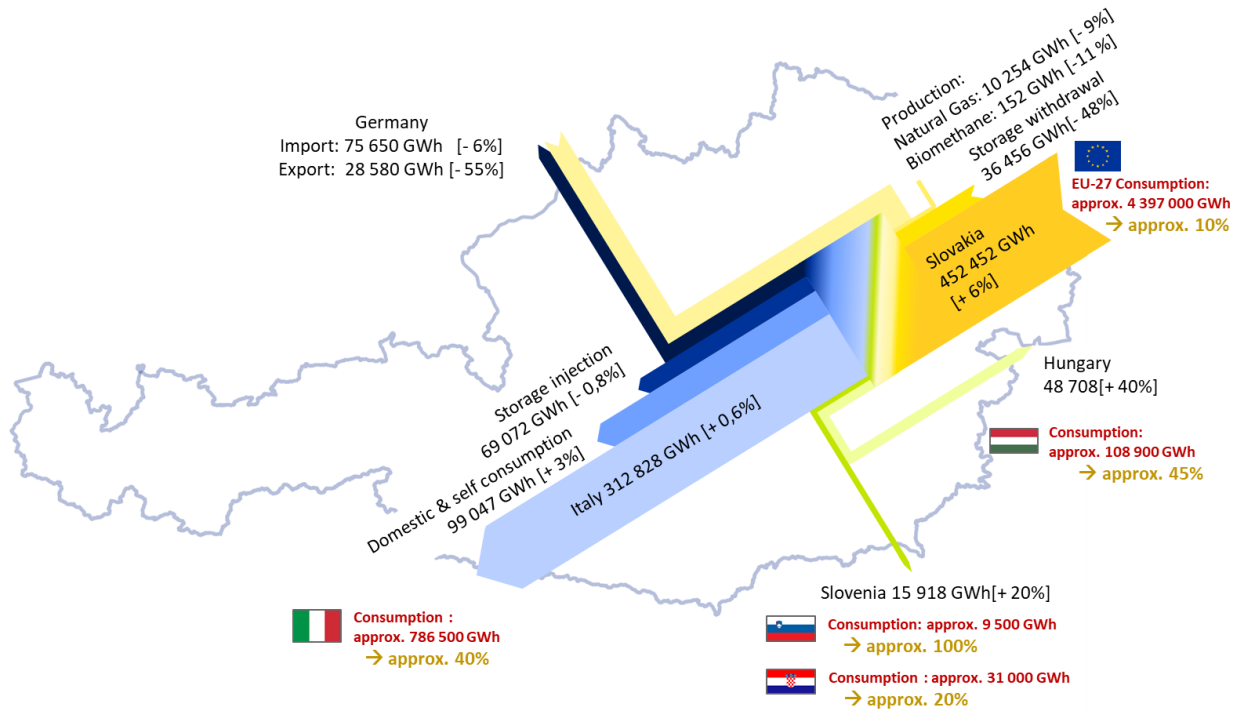 Germany
Import: 75 650 GWh [- 6%]
Export: 28 580 GWh [- 55%]
Production:
Natural Gas: 10 254 GWh [- 9%]
Biomethane: 152 GWh [-11 %]
Storage withdrawal
36 456 GWh[- 48%]
EU-27 Consumption:
approx. 4 397 000 GWh
→ approx. 10%
Slovakia
452 452 GWh
[+ 6%]
Hungary
48 708[+ 40%]
Consumption:
approx. 108 900 GWh
→ approx. 45%
Storage injection
69 072 GWh [- 0,8%]
Domestic & self consumption
99 047 GWh [+ 3%]
Italy 312 828 GWh [+ 0,6%]
Slovenia 15 918 GWh[+ 20%]
Consumption :
approx. 786 500 GWh
→ approx. 40%
Consumption: approx. 9 500 GWh
→ approx. 100%
Consumption : approx. 31 000 GWh
→ approx. 20%